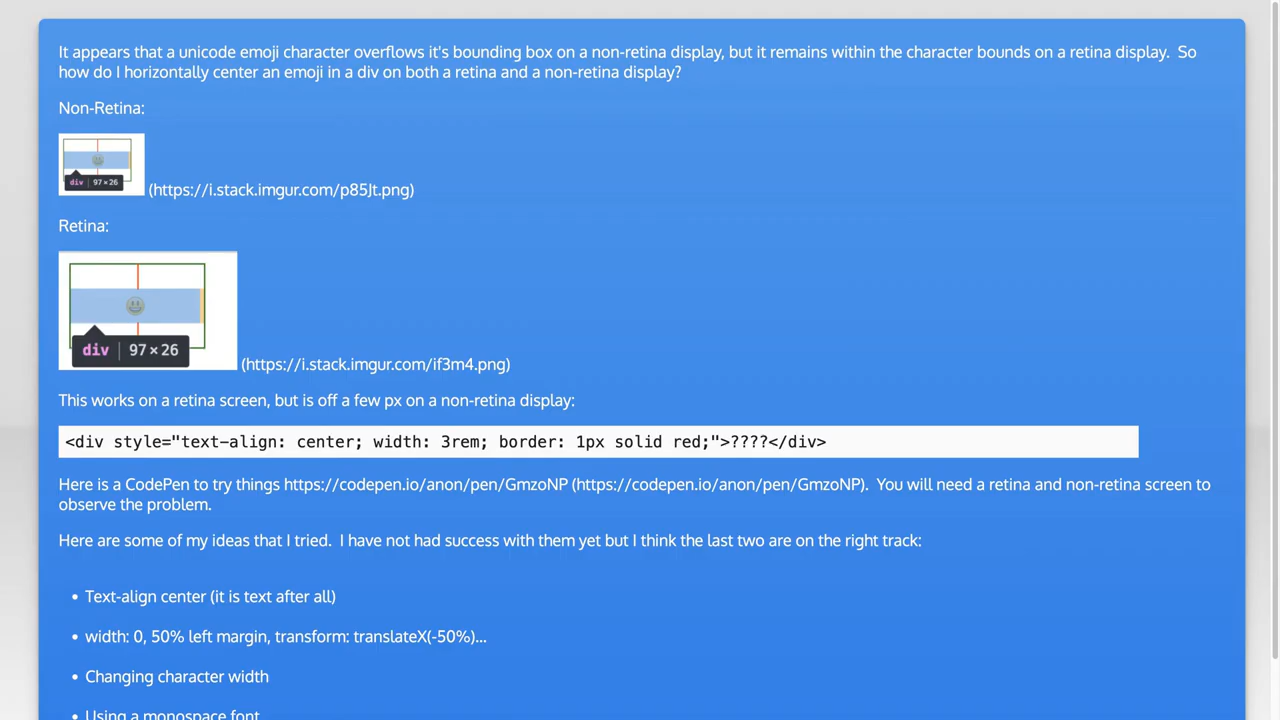 It appears that a unicode emoji character overflows it's bounding box on a non-retina display, but it remains within the character bounds on a retina display.  So
how do I horizontally center an emoji in a div on both a retina and a non-retina display?
Non-Retina:
div | 97×26
(https://i.stack.imgur.com/p85Jt.png)
Retina:
div | 97×26
(https://i.stack.imgur.com/if3m4.png)
This works on a retina screen, but is off a few px on a non-retina display:
<div style="text-align: center; width: 3rem; border: 1px solid red;">????</div>
Here is a CodePen to try things https://codepen.io/anon/pen/GmzoNP (https://codepen.io/anon/pen/GmzoNP).  You will need a retina and non-retina screen to
observe the problem.
Here are some of my ideas that I tried.  I have not had success with them yet but I think the last two are on the right track:
• Text-align center (it is text after all)
• width: 0, 50% left margin, transform: translateX(-50%)...
• Changing character width
• Using a monospace font